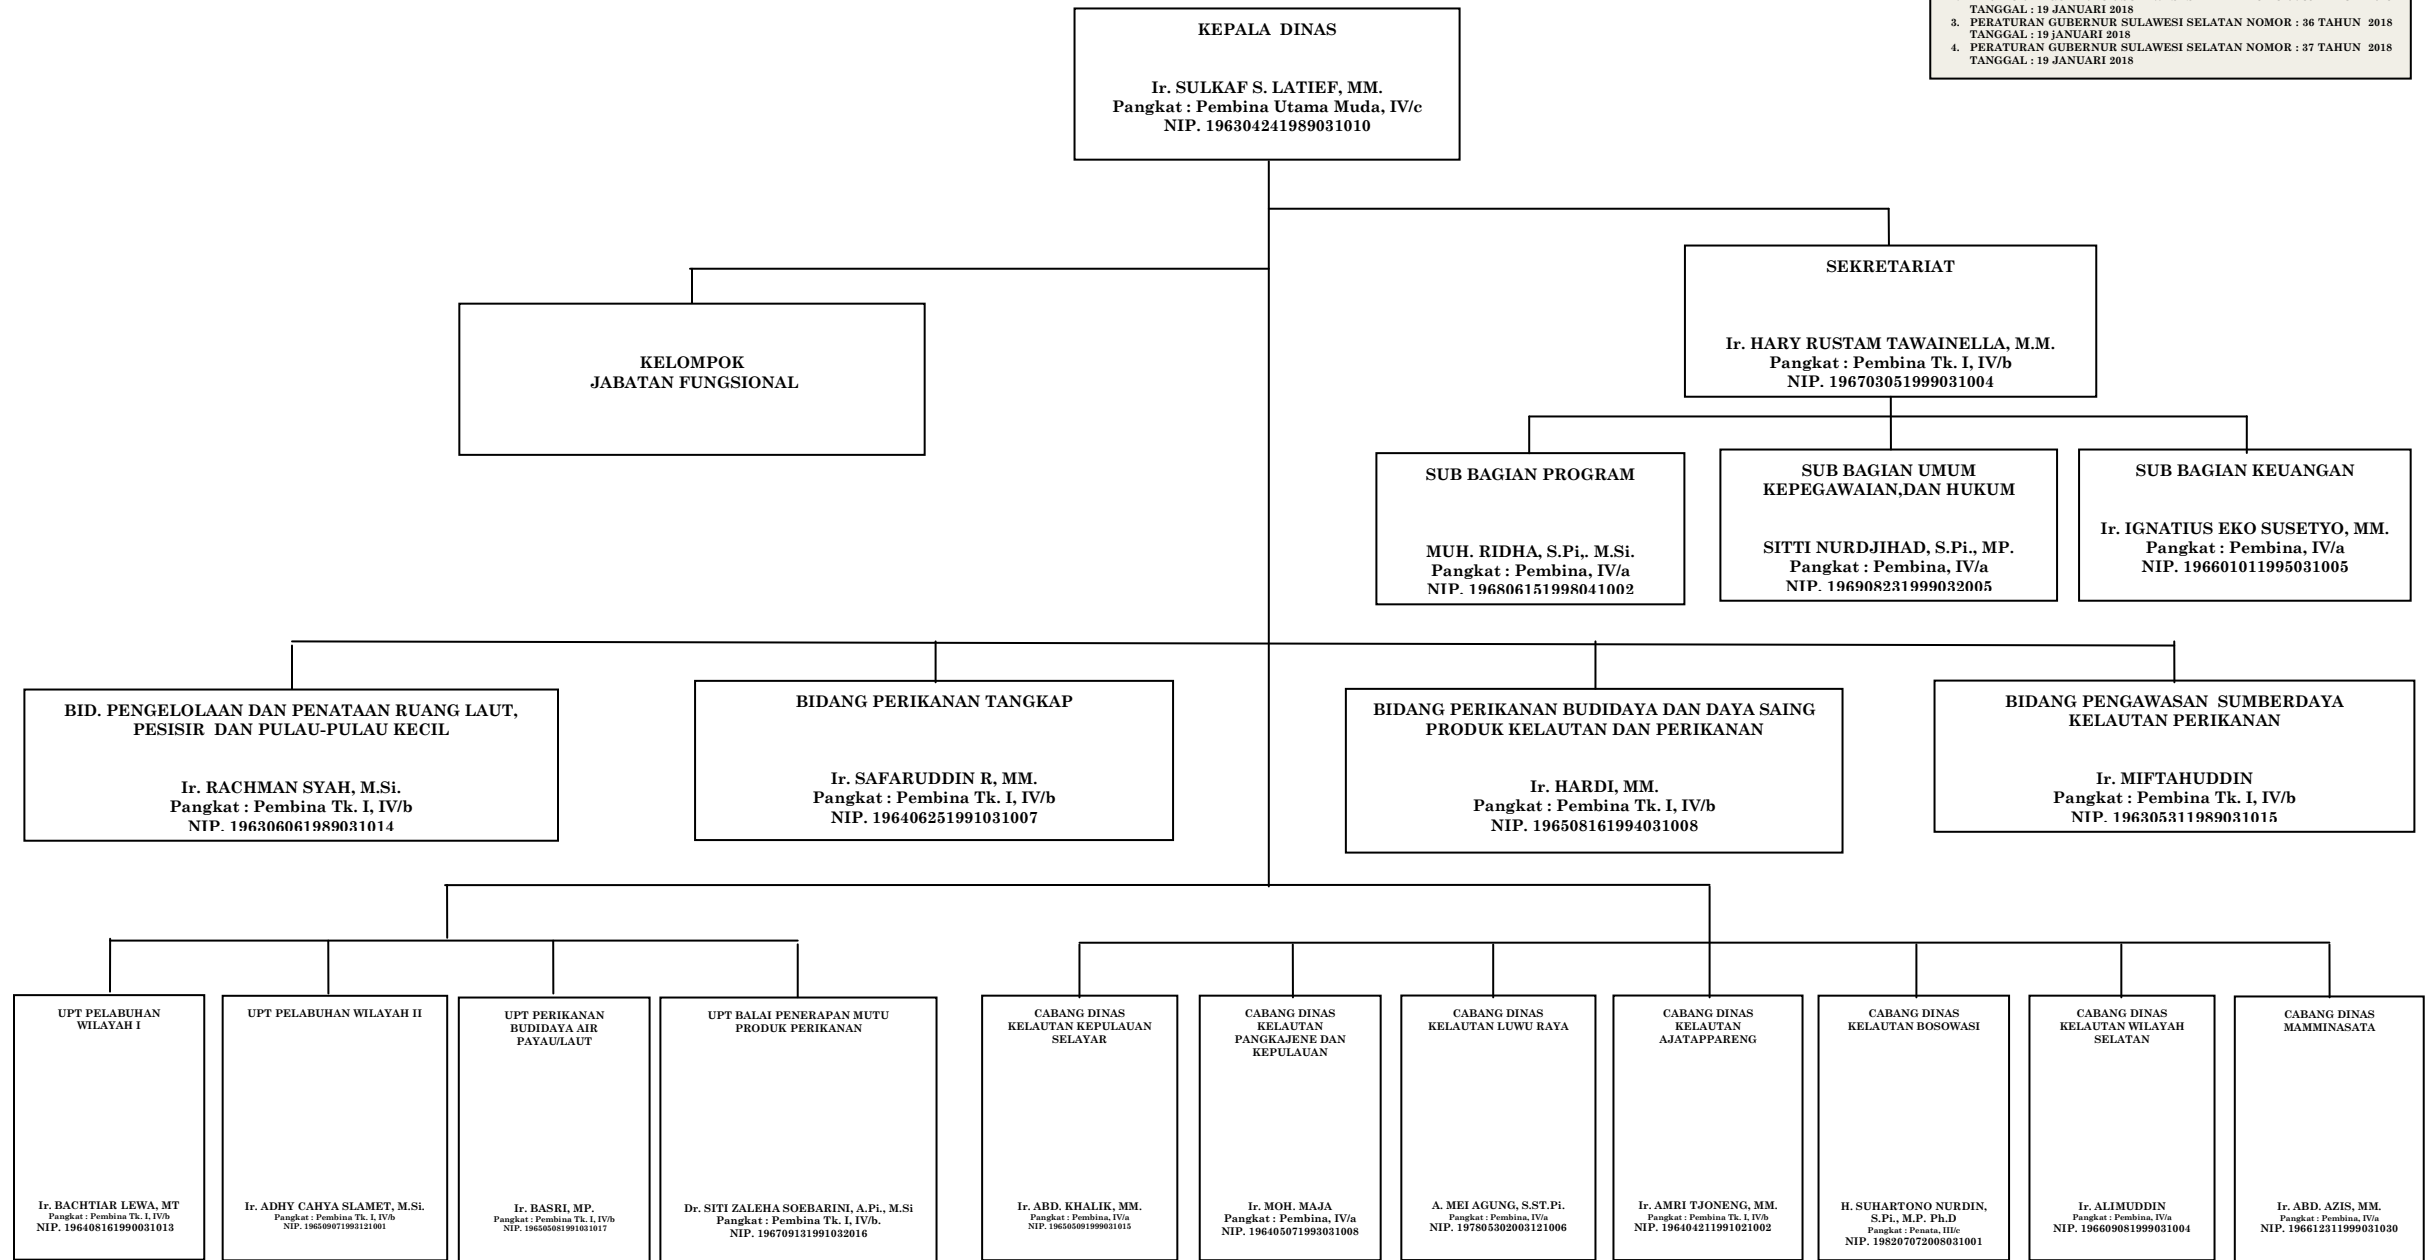 TANGGAL : 19 JANUARI 2018
3. PERATURAN GUBERNUR SULAWESI SELATAN NOMOR : 36 TAHUN 2018
TANGGAL : 19 jANUARI 2018
4. PERATURAN GUBERNUR SULAWESI SELATAN NOMOR : 37 TAHUN 2018
TANGGAL : 19 JANUARI 2018
KEPALA DINAS
Ir. SULKAF S. LATIEF, MM.
Pangkat : Pembina Utama Muda, IV/c
NIP. 196304241989031010
SEKRETARIAT
Ir. HARY RUSTAM TAWAINELLA, M.M.
Pangkat : Pembina Tk. I, IV/b
NIP. 196703051999031004
KELOMPOK
JABATAN FUNGSIONAL
SUB BAGIAN PROGRAM
MUH. RIDHA, S.Pi,. M.Si.
Pangkat : Pembina, IV/a
NIP. 196806151998041002
SUB BAGIAN UMUM
KEPEGAWAIAN,DAN HUKUM
SITTI NURDJIHAD, S.Pi., MP.
Pangkat : Pembina, IV/a
NIP. 196908231999032005
SUB BAGIAN KEUANGAN
Ir. IGNATIUS EKO SUSETYO, MM.
Pangkat : Pembina, IV/a
NIP. 196601011995031005
BID. PENGELOLAAN DAN PENATAAN RUANG LAUT,
PESISIR DAN PULAU-PULAU KECIL
Ir. RACHMAN SYAH, M.Si.
Pangkat : Pembina Tk. I, IV/b
NIP. 196306061989031014
BIDANG PERIKANAN TANGKAP
Ir. SAFARUDDIN R, MM.
Pangkat : Pembina Tk. I, IV/b
NIP. 196406251991031007
BIDANG PERIKANAN BUDIDAYA DAN DAYA SAING
PRODUK KELAUTAN DAN PERIKANAN
Ir. HARDI, MM.
Pangkat : Pembina Tk. I, IV/b
NIP. 196508161994031008
BIDANG PENGAWASAN SUMBERDAYA
KELAUTAN PERIKANAN
Ir. MIFTAHUDDIN
Pangkat : Pembina Tk. I, IV/b
NIP. 196305311989031015
UPT PELABUHAN
WILAYAH I
Ir. BACHTIAR LEWA, MT
Pangkat : Pembina Tk. I, IV/b
NIP. 196408161990031013
UPT PELABUHAN WILAYAH II
Ir. ADHY CAHYA SLAMET, M.Si.
Pangkat : Pembina Tk. I, IV/b
NIP. 196509071993121001
UPT PERIKANAN
BUDIDAYA AIR
PAYAU/LAUT
Ir. BASRI, MP.
Pangkat : Pembina Tk. I, IV/b
NIP. 196505081991031017
UPT BALAI PENERAPAN MUTU
PRODUK PERIKANAN
Dr. SITI ZALEHA SOEBARINI, A.Pi., M.Si
Pangkat : Pembina Tk. I, IV/b.
NIP. 196709131991032016
CABANG DINAS
KELAUTAN KEPULAUAN
SELAYAR
Ir. ABD. KHALIK, MM.
Pangkat : Pembina, IV/a
NIP. 196505091999031015
CABANG DINAS
KELAUTAN
PANGKAJENE DAN
KEPULAUAN
Ir. MOH. MAJA
Pangkat : Pembina, IV/a
NIP. 196405071993031008
CABANG DINAS
KELAUTAN LUWU RAYA
A. MEI AGUNG, S.ST.Pi.
Pangkat : Pembina, IV/a
NIP. 197805302003121006
CABANG DINAS
KELAUTAN
AJATAPPARENG
Ir. AMRI TJONENG, MM.
Pangkat : Pembina Tk. I, IV/b
NIP. 196404211991021002
CABANG DINAS
KELAUTAN BOSOWASI
H. SUHARTONO NURDIN,
S.Pi., M.P. Ph.D
Pangkat : Penata, III/c
NIP. 198207072008031001
CABANG DINAS
KELAUTAN WILAYAH
SELATAN
Ir. ALIMUDDIN
Pangkat : Pembina, IV/a
NIP. 196609081999031004
CABANG DINAS
MAMMINASATA
Ir. ABD. AZIS, MM.
Pangkat : Pembina, IV/a
NIP. 196612311999031030